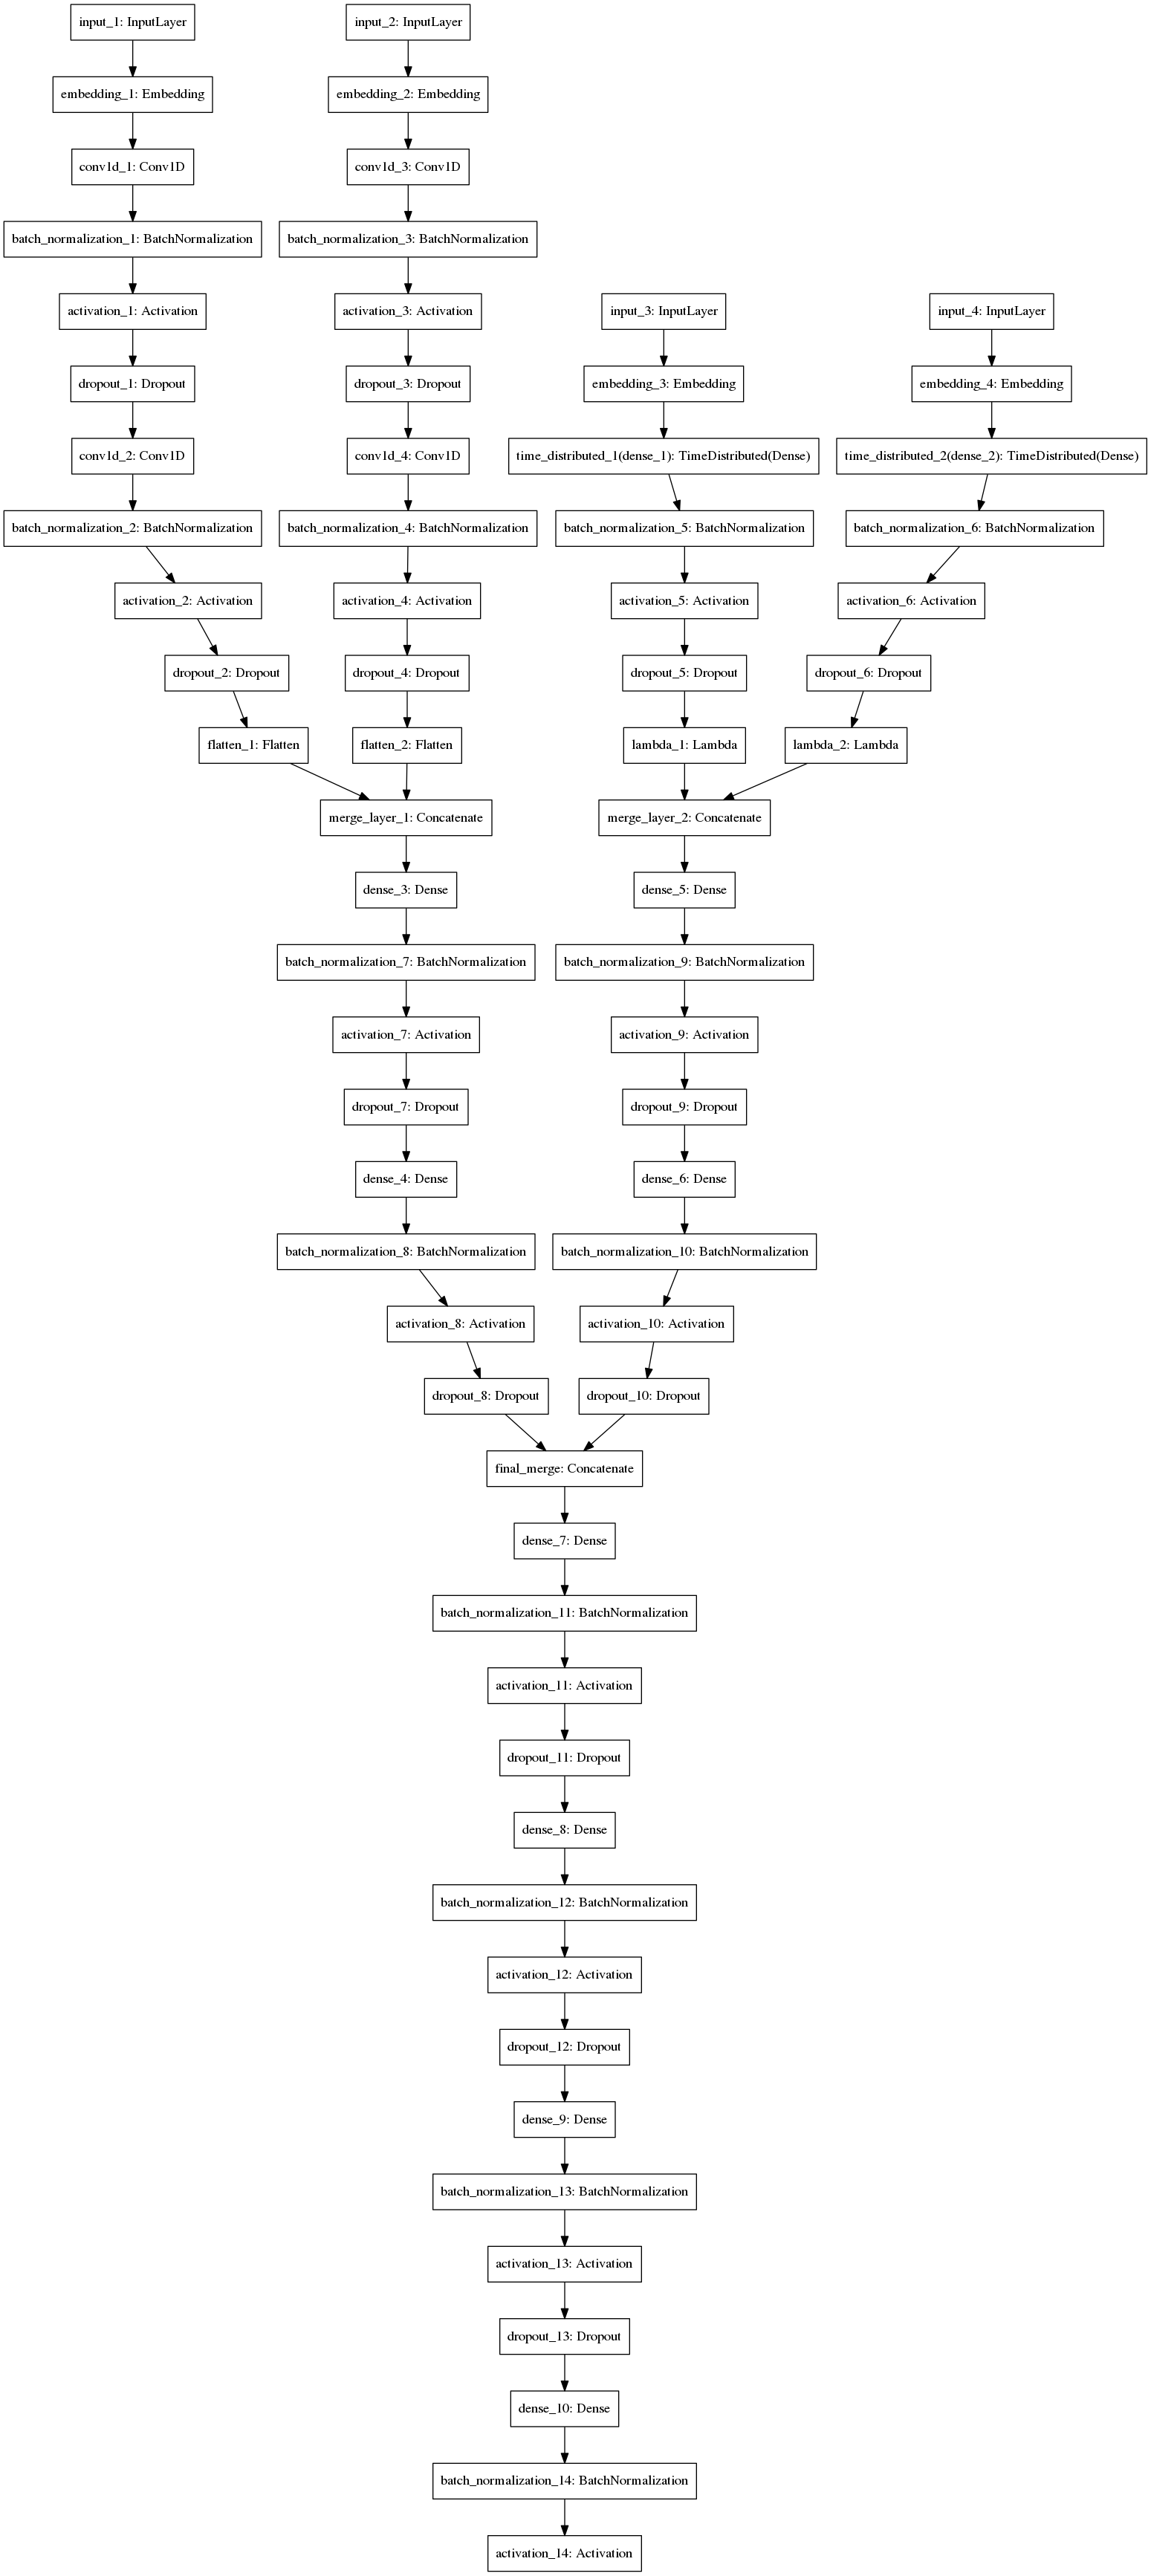 input_1: InputLayer
input_2: InputLayer
embedding_1: Embedding
embedding_2: Embedding
conv1d_1: Conv1D
conv1d_3: Conv1D
batch_normalization_1: BatchNormalization
batch_normalization_3: BatchNormalization
activation_1: Activation
activation_3: Activation
input_3: InputLayer
input_4: InputLayer
dropout_1: Dropout
dropout_3: Dropout
embedding_3: Embedding
embedding_4: Embedding
conv1d_2: Conv1D
conv1d_4: Conv1D
time_distributed_1(dense_1): TimeDistributed(Dense)
time_distributed_2(dense_2): TimeDistributed(Dense)
batch_normalization_2: BatchNormalization
batch_normalization_4: BatchNormalization
batch_normalization_5: BatchNormalization
batch_normalization_6: BatchNormalization
activation_2: Activation
activation_4: Activation
activation_5: Activation
activation_6: Activation
dropout_2: Dropout
dropout_4: Dropout
dropout_5: Dropout
dropout_6: Dropout
flatten_1: Flatten
flatten_2: Flatten
lambda_1: Lambda
lambda_2: Lambda
merge_layer_1: Concatenate
merge_layer_2: Concatenate
dense_3: Dense
dense_5: Dense
batch_normalization_7: BatchNormalization
batch_normalization_9: BatchNormalization
activation_7: Activation
activation_9: Activation
dropout_7: Dropout
dropout_9: Dropout
dense_4: Dense
dense_6: Dense
batch_normalization_8: BatchNormalization
batch_normalization_10: BatchNormalization
activation_8: Activation
activation_10: Activation
dropout_8: Dropout
dropout_10: Dropout
final_merge: Concatenate
dense_7: Dense
batch_normalization_11: BatchNormalization
activation_11: Activation
dropout_11: Dropout
dense_8: Dense
batch_normalization_12: BatchNormalization
activation_12: Activation
dropout_12: Dropout
dense_9: Dense
batch_normalization_13: BatchNormalization
activation_13: Activation
dropout_13: Dropout
dense_10: Dense
batch_normalization_14: BatchNormalization
activation_14: Activation